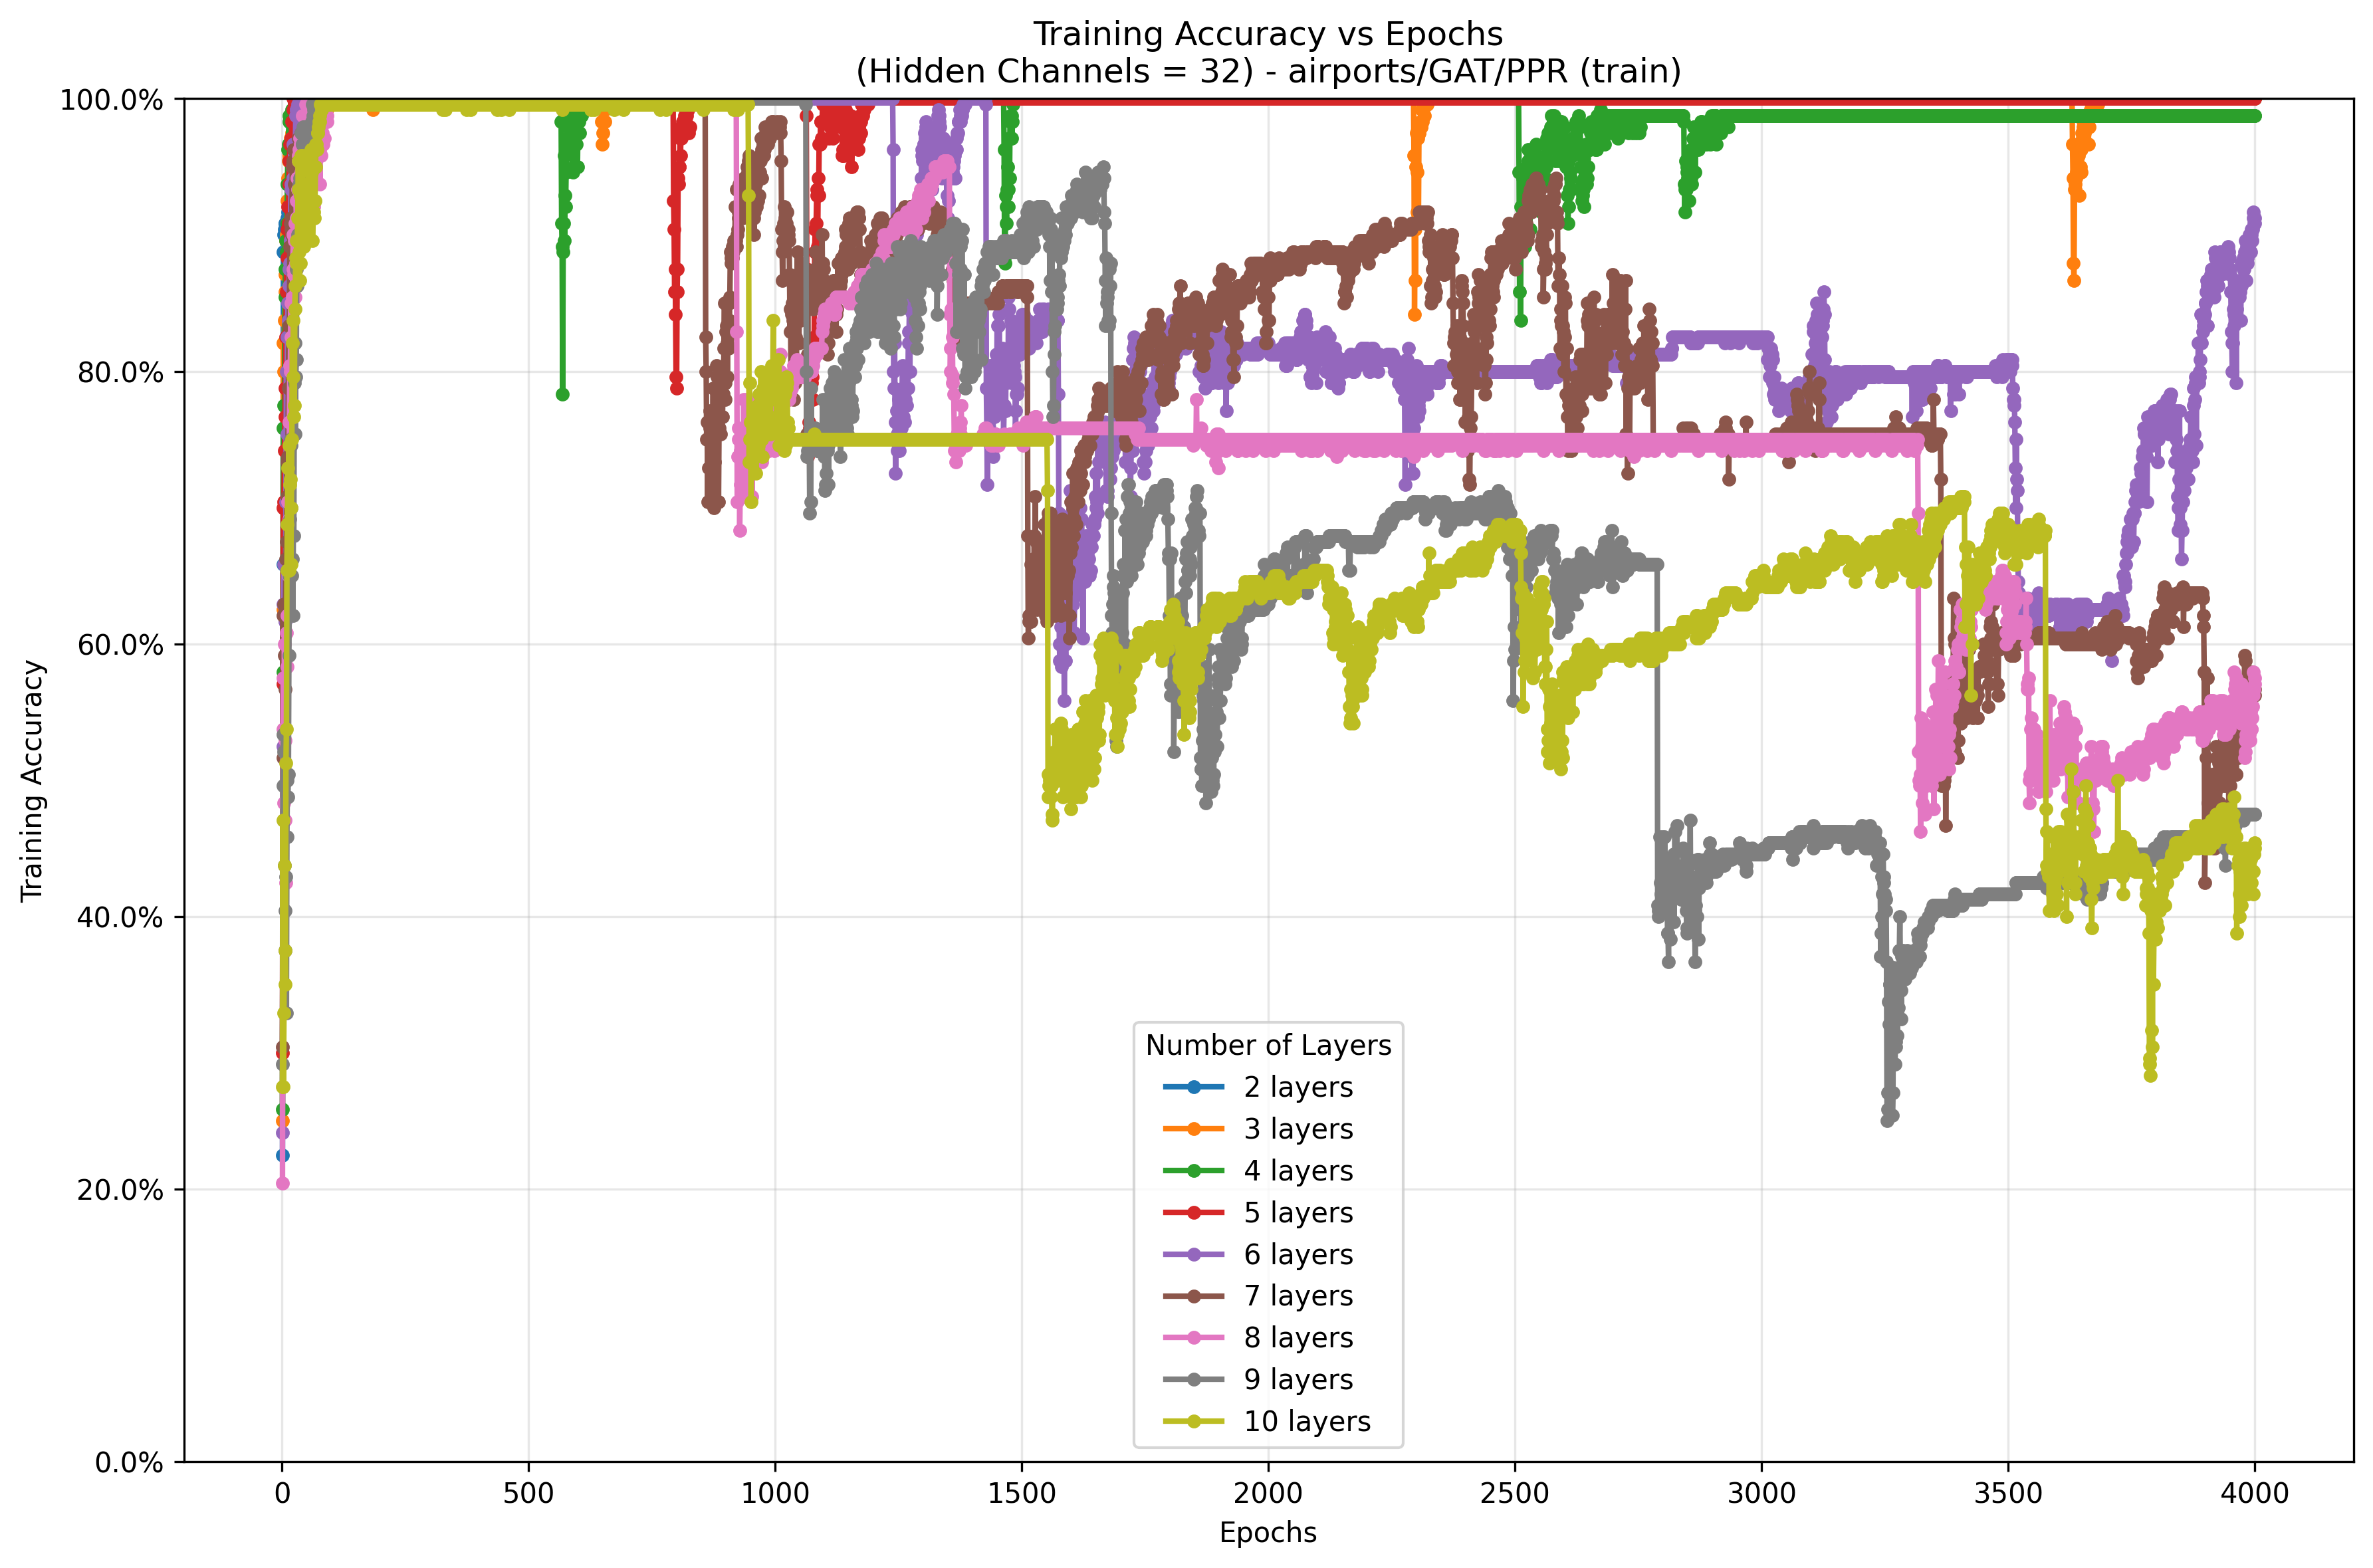 Training Accuracy vs Epochs
(Hidden Channels = 32) - airports/GAT/PPR (train)
Training Accuracy
100.0%
80.0%
60.0%
40.0%
20.0%
0.0%
Number of Layers
2 layers
3 layers
4 layers
5 layers
6 layers
7 layers
8 layers
9 layers
10 layers
0 500 1000 1500 2000 2500 3000 3500 4000
Epochs